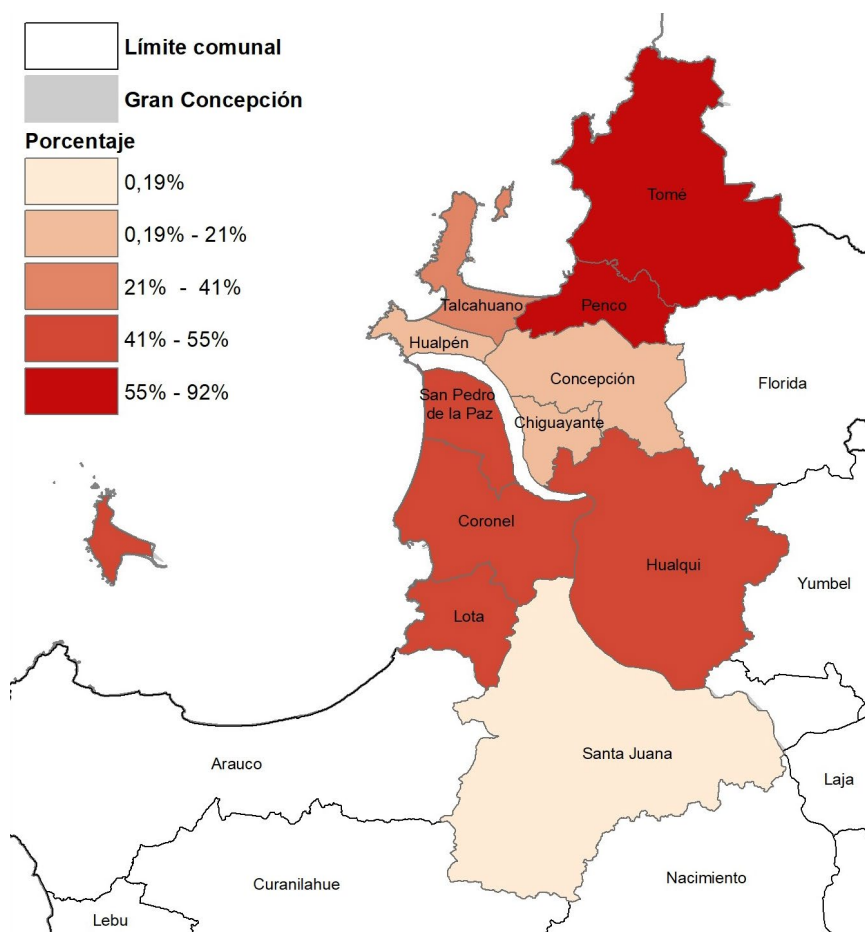 Límite comunal
Gran Concepción
Porcentaje
0,19%
0,19% - 21%
21% - 41%
41% - 55%
55% - 92%
Tomé
Talcahuano
Penco
Hualpén
Concepción
Florida
San Pedro
de la Paz
Chiguayante
Coronel
Hualqui
Yumbel
Lota
Santa Juana
Arauco
Laja
Curanilahue
Nacimiento
Lebu